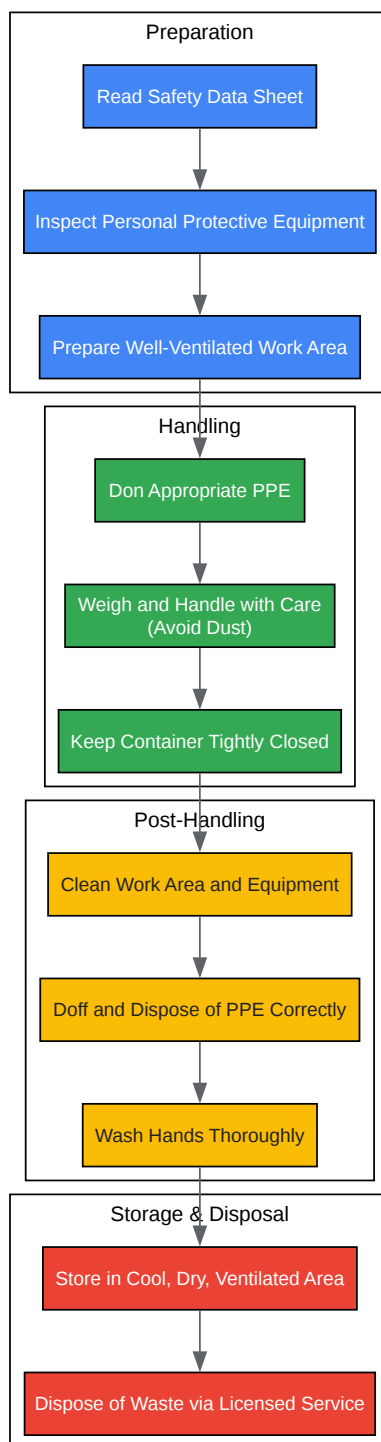 Preparation
Read Safety Data Sheet
Inspect Personal Protective Equipment
Prepare Well-Ventilated Work Area
Handling
Don Appropriate PPE
Weigh and Handle with Care
(Avoid Dust)
Keep Container Tightly Closed
Post-Handling
Clean Work Area and Equipment
Doff and Dispose of PPE Correctly
Wash Hands Thoroughly
Storage & Disposal
Store in Cool, Dry, Ventilated Area
Dispose of Waste via Licensed Service